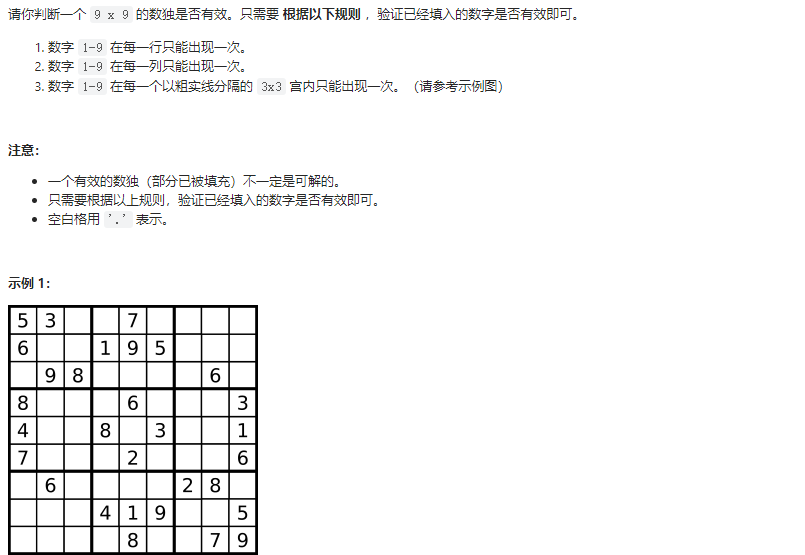 请你判断一个 9 x 9 的数独是否有效。只需要 根据以下规则 ，验证已经填入的数字是否有效即可。
1. 数字 1-9 在每一行只能出现一次。
2. 数字 1-9 在每一列只能出现一次。
3. 数字 1-9 在每一个以粗实线分隔的 3x3 宫内只能出现一次。（请参考示例图）
注意：
• 一个有效的数独（部分已被填充）不一定是可解的。
• 只需要根据以上规则，验证已经填入的数字是否有效即可。
• 空白格用 '.' 表示。
示例 1：
5 3 7
6 1 9 5
9 8 6
8 6 3
4 8 3 1
7 2 6
6 2 8
4 1 9 5
8 7 9